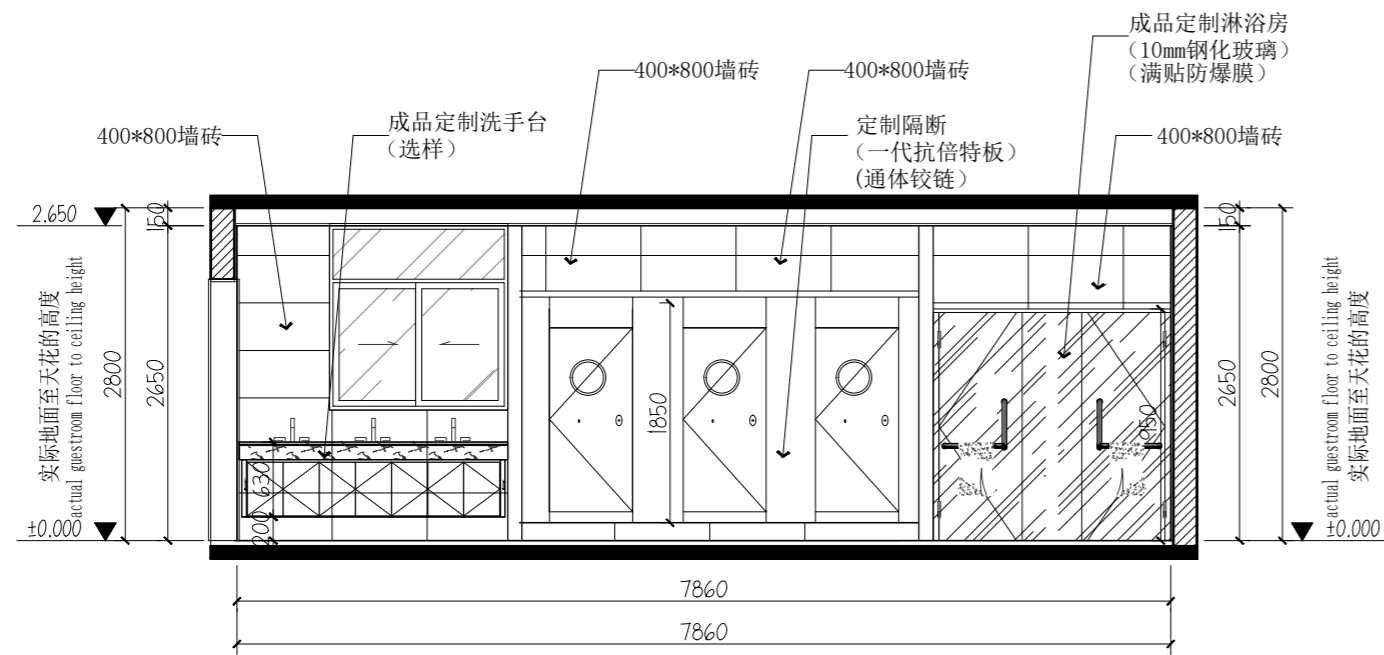 成品定制淋浴房
（10mm钢化玻璃）
（满贴防爆膜）
400*800墙砖
400*800墙砖
成品定制洗手台
（选样）
定制隔断
（一代抗倍特板）
(通体铰链）
400*800墙砖
400*800墙砖
2.650
150
2800
2650
实际地面至天花的高度
actual guestroom floor to ceiling height
±0.000
630
200
1850
1950
150
2650
2800
actual guestroom floor to ceiling height
实际地面至天花的高度
±0.000
7860
7860